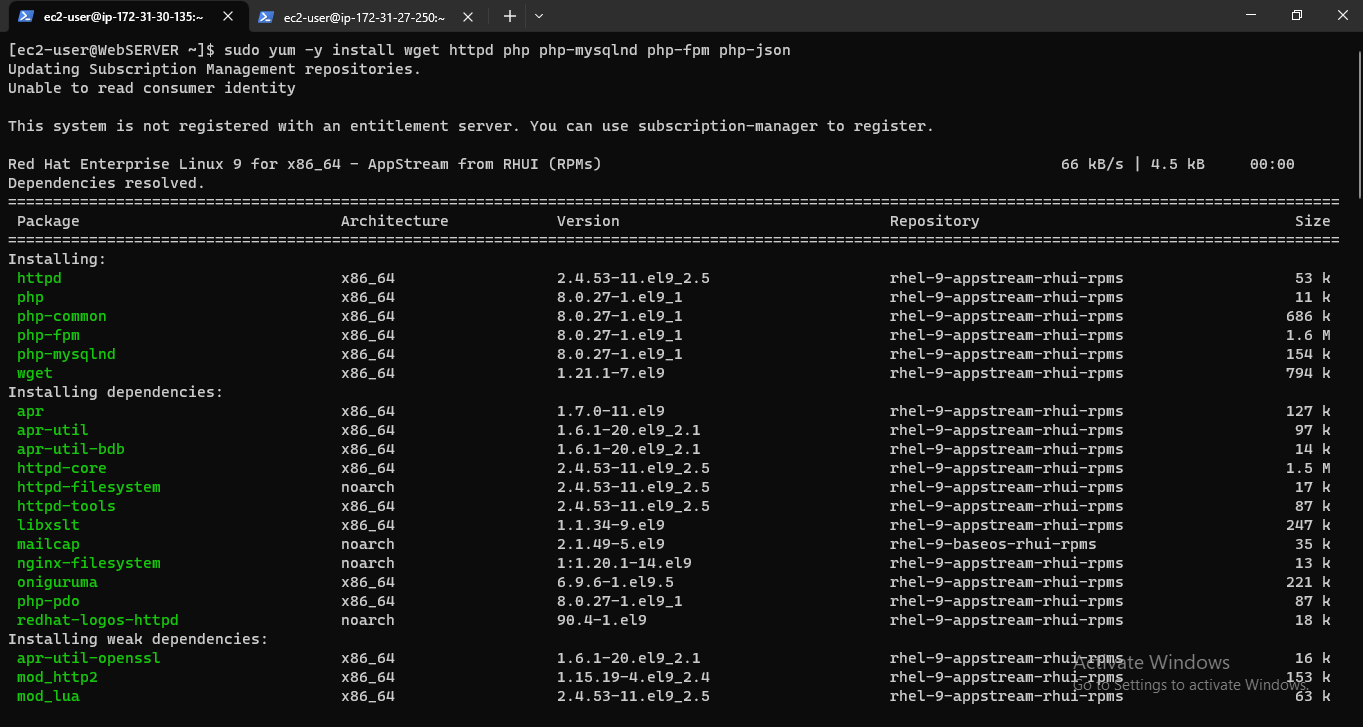 ec2-user@ip-172-31-30-135:~ ec2-user@ip-172-31-27-250:~
[ec2-user@WebSERVER ~]$ sudo yum -y install wget httpd php php-mysqlnd php-fpm php-json
Updating Subscription Management repositories.
Unable to read consumer identity
This system is not registered with an entitlement server. You can use subscription-manager to register.
Red Hat Enterprise Linux 9 for x86_64 - AppStream from RHUI (RPMs) 66 kB/s | 4.5 kB 00:00
Dependencies resolved.
====================================================================================================================================================
Package Architecture Version Repository Size
====================================================================================================================================================
Installing:
httpd x86_64 2.4.53-11.el9_2.5 rhel-9-appstream-rhui-rpms 53 k
php x86_64 8.0.27-1.el9_1 rhel-9-appstream-rhui-rpms 11 k
php-common x86_64 8.0.27-1.el9_1 rhel-9-appstream-rhui-rpms 686 k
php-fpm x86_64 8.0.27-1.el9_1 rhel-9-appstream-rhui-rpms 1.6 M
php-mysqlnd x86_64 8.0.27-1.el9_1 rhel-9-appstream-rhui-rpms 154 k
wget x86_64 1.21.1-7.el9 rhel-9-appstream-rhui-rpms 794 k
Installing dependencies:
apr x86_64 1.7.0-11.el9 rhel-9-appstream-rhui-rpms 127 k
apr-util x86_64 1.6.1-20.el9_2.1 rhel-9-appstream-rhui-rpms 97 k
apr-util-bdb x86_64 1.6.1-20.el9_2.1 rhel-9-appstream-rhui-rpms 14 k
httpd-core x86_64 2.4.53-11.el9_2.5 rhel-9-appstream-rhui-rpms 1.5 M
httpd-filesystem noarch 2.4.53-11.el9_2.5 rhel-9-appstream-rhui-rpms 17 k
httpd-tools x86_64 2.4.53-11.el9_2.5 rhel-9-appstream-rhui-rpms 87 k
libxslt x86_64 1.1.34-9.el9 rhel-9-appstream-rhui-rpms 247 k
mailcap noarch 2.1.49-5.el9 rhel-9-baseos-rhui-rpms 35 k
nginx-filesystem noarch 1:1.20.1-14.el9 rhel-9-appstream-rhui-rpms 13 k
oniguruma x86_64 6.9.6-1.el9.5 rhel-9-appstream-rhui-rpms 221 k
php-pdo x86_64 8.0.27-1.el9_1 rhel-9-appstream-rhui-rpms 87 k
redhat-logos-httpd noarch 90.4-1.el9 rhel-9-appstream-rhui-rpms 18 k
Installing weak dependencies:
apr-util-openssl x86_64 1.6.1-20.el9_2.1 rhel-9-appstream-rhui-rpms 16 k
mod_http2 x86_64 1.15.19-4.el9_2.4 rhel-9-appstream-rhui-rpms 153 k
mod_lua x86_64 2.4.53-11.el9_2.5 rhel-9-appstream-rhui-rpms 63 k
Activate Windows
Go to Settings to activate Windows.